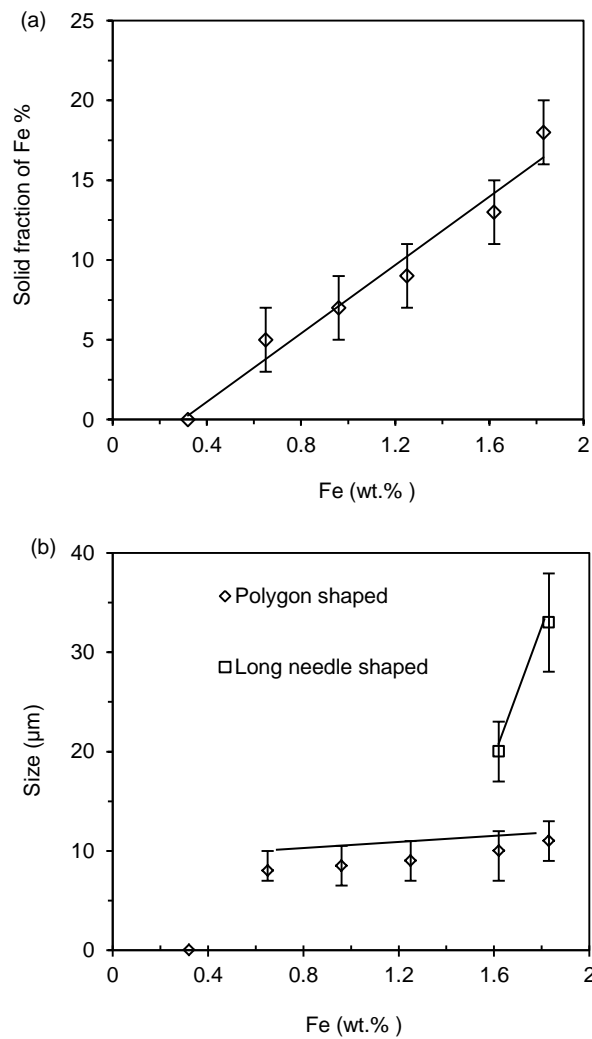 (a)
25
20
15
10
5
0
Solid fraction of Fe %
0 0.4 0.8 1.2 1.6 2
Fe (wt.% )
(b)
40
30
20
10
0
Size (μm)
Polygon shaped
Long needle shaped
0 0.4 0.8 1.2 1.6 2
Fe (wt.% )